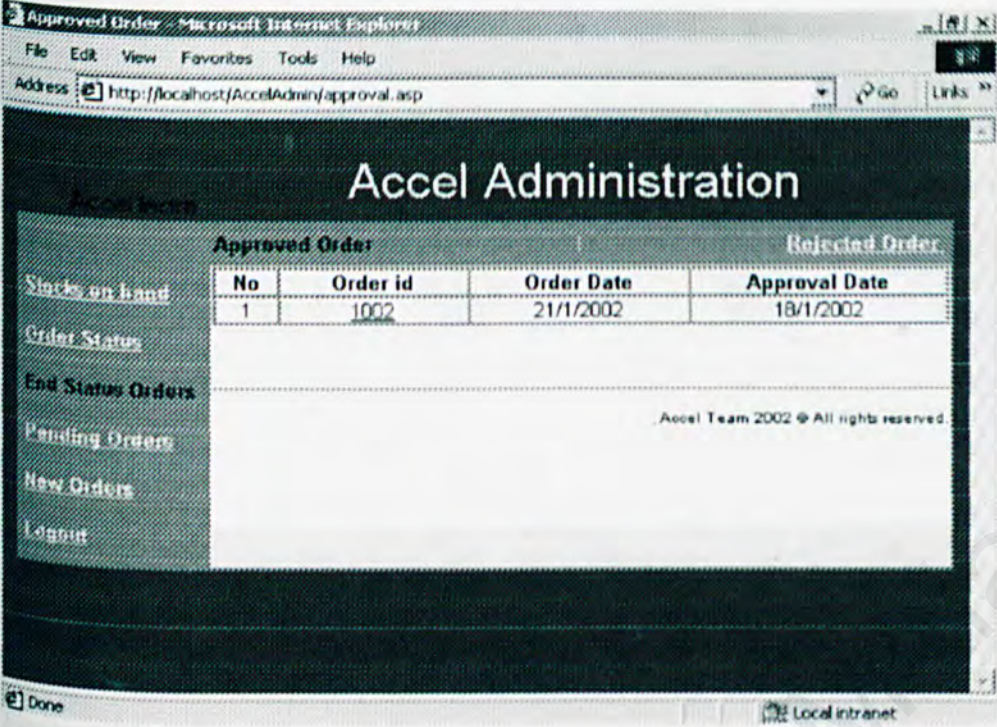 Approved Order - Microsoft Internet Explorer
File Edit View Favorites Tools Help
Address http://localhost/AccelAdmin/approval.asp Go Links »
Accel Administration
Accel team
Approved Order | Rejected Order
No Order id Order Date Approval Date
1 1002 21/1/2002 18/1/2002
Stocks on hand
Order Status
End Status Orders
Pending Orders
New Orders
Logout
Accel Team 2002 @ All rights reserved.
Done Local intranet